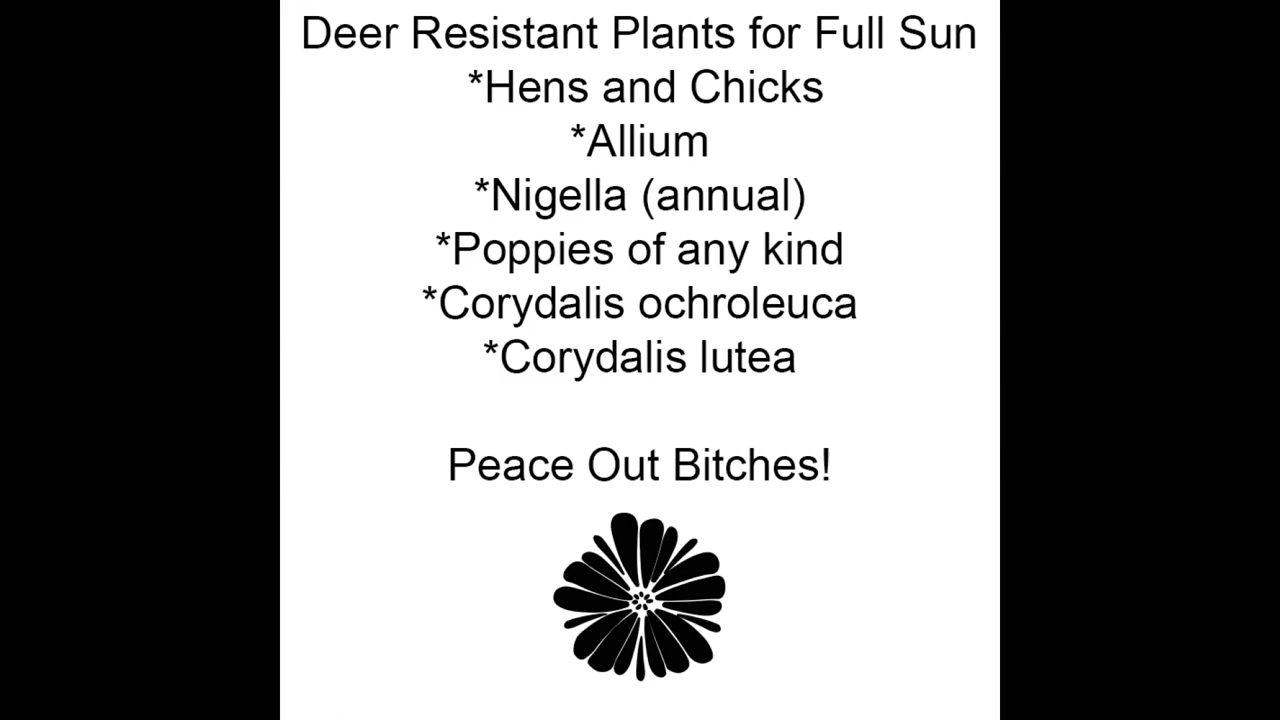 Deer Resistant Plants for Full Sun
*Hens and Chicks
*Allium
*Nigella (annual)
*Poppies of any kind
*Corydalis ochroleuca
*Corydalis lutea
Peace Out Bitches!